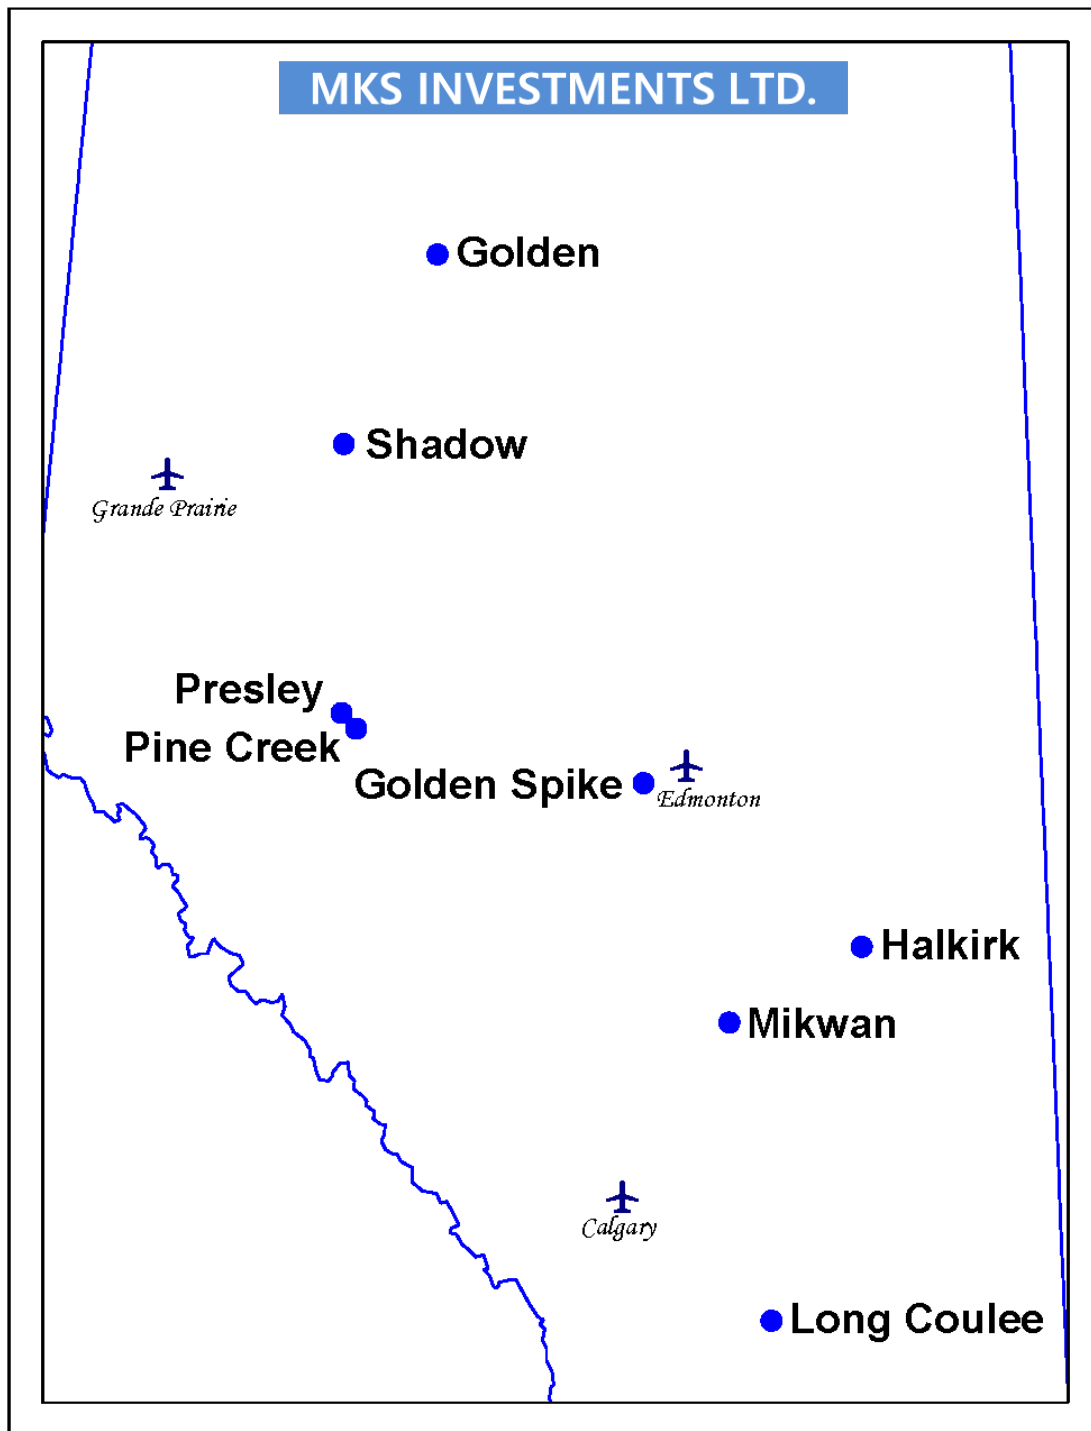 MKS INVESTMENTS LTD.
Golden
Shadow
Grande Prairie
Presley
Pine Creek
Golden Spike
Edmonton
Halkirk
Mikwan
Calgary
Long Coulee